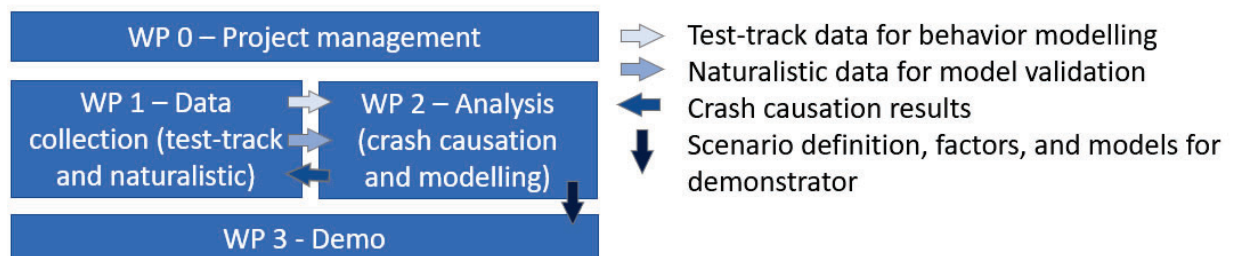 WP 0 – Project management
WP 1 – Data
collection (test-track
and naturalistic)
WP 2 – Analysis
(crash causation
and modelling)
WP 3 - Demo
Test-track data for behavior modelling
Naturalistic data for model validation
Crash causation results
Scenario definition, factors, and models for
demonstrator